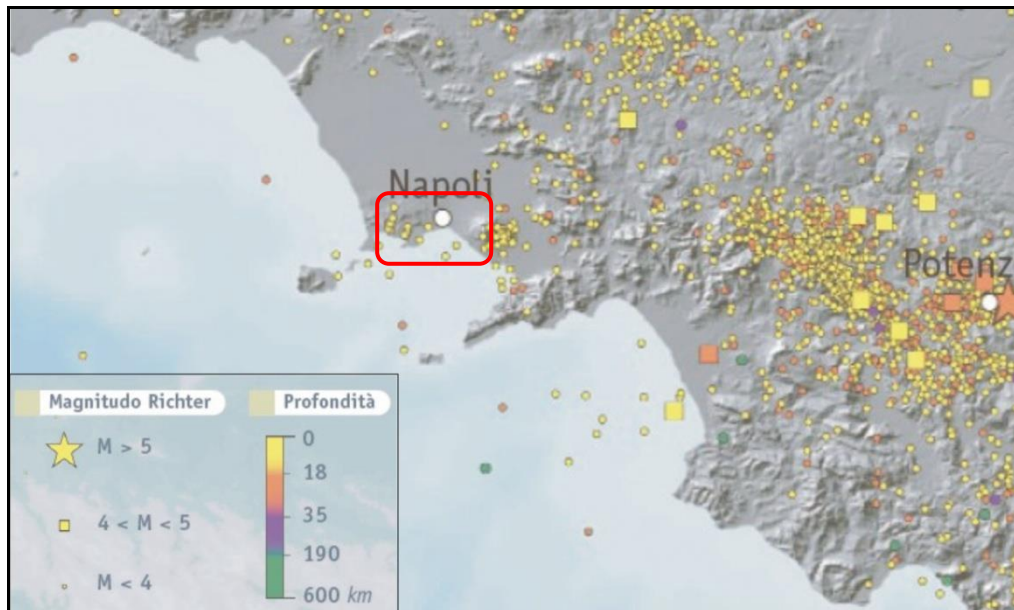 Napoli
Potenz
Magnitudo Richter
Profondità
M > 5
4 < M < 5
M < 4
0
18
35
190
600 km